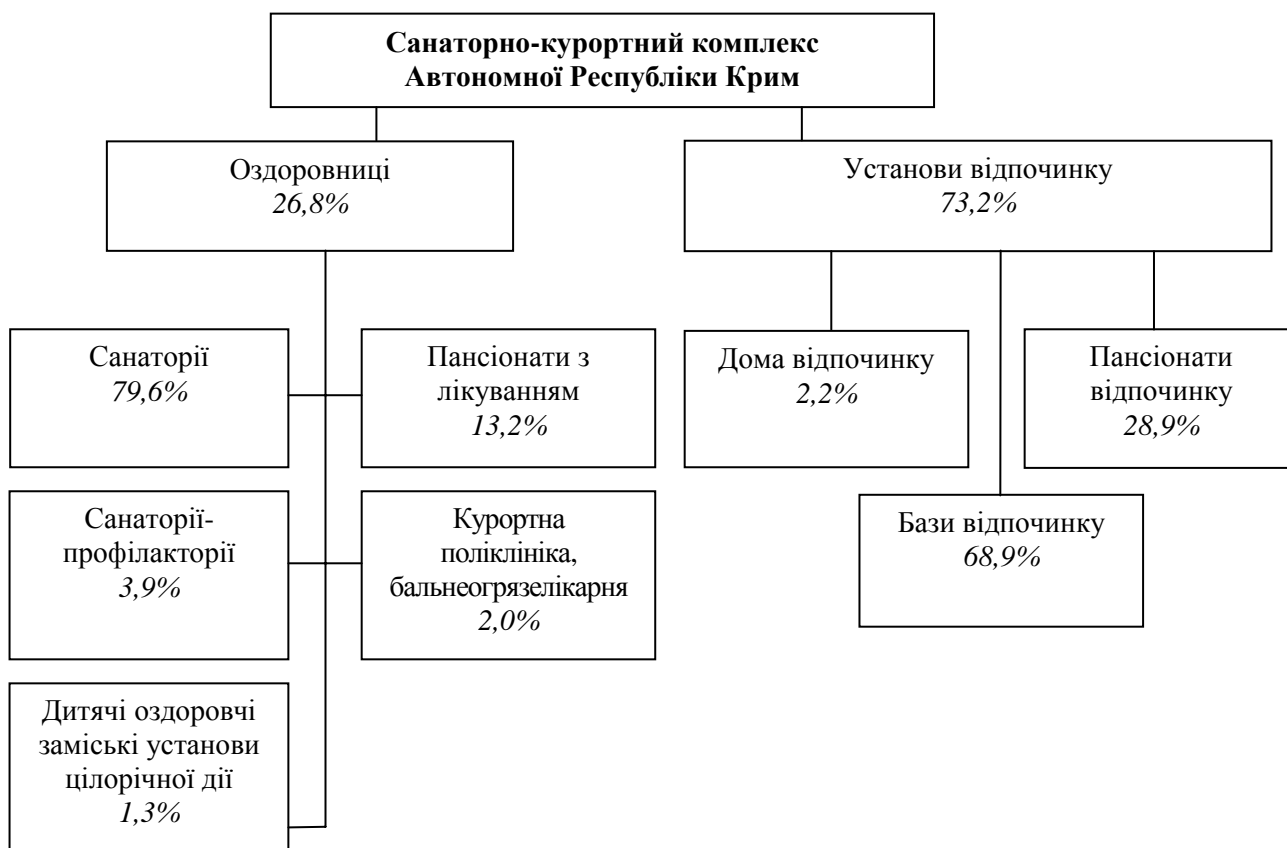 Санаторно-курортний комплекс
Автономної Республіки Крим
Оздоровниці
26,8%
Установи відпочинку
73,2%
Санаторії
79,6%
Пансіонати з
лікуванням
13,2%
Дома відпочинку
2,2%
Пансіонати
відпочинку
28,9%
Санаторії-
профілакторії
3,9%
Курортна
поліклініка,
бальнеогрязелікарня
2,0%
Бази відпочинку
68,9%
Дитячі оздоровчі
заміські установи
цілорічної дії
1,3%